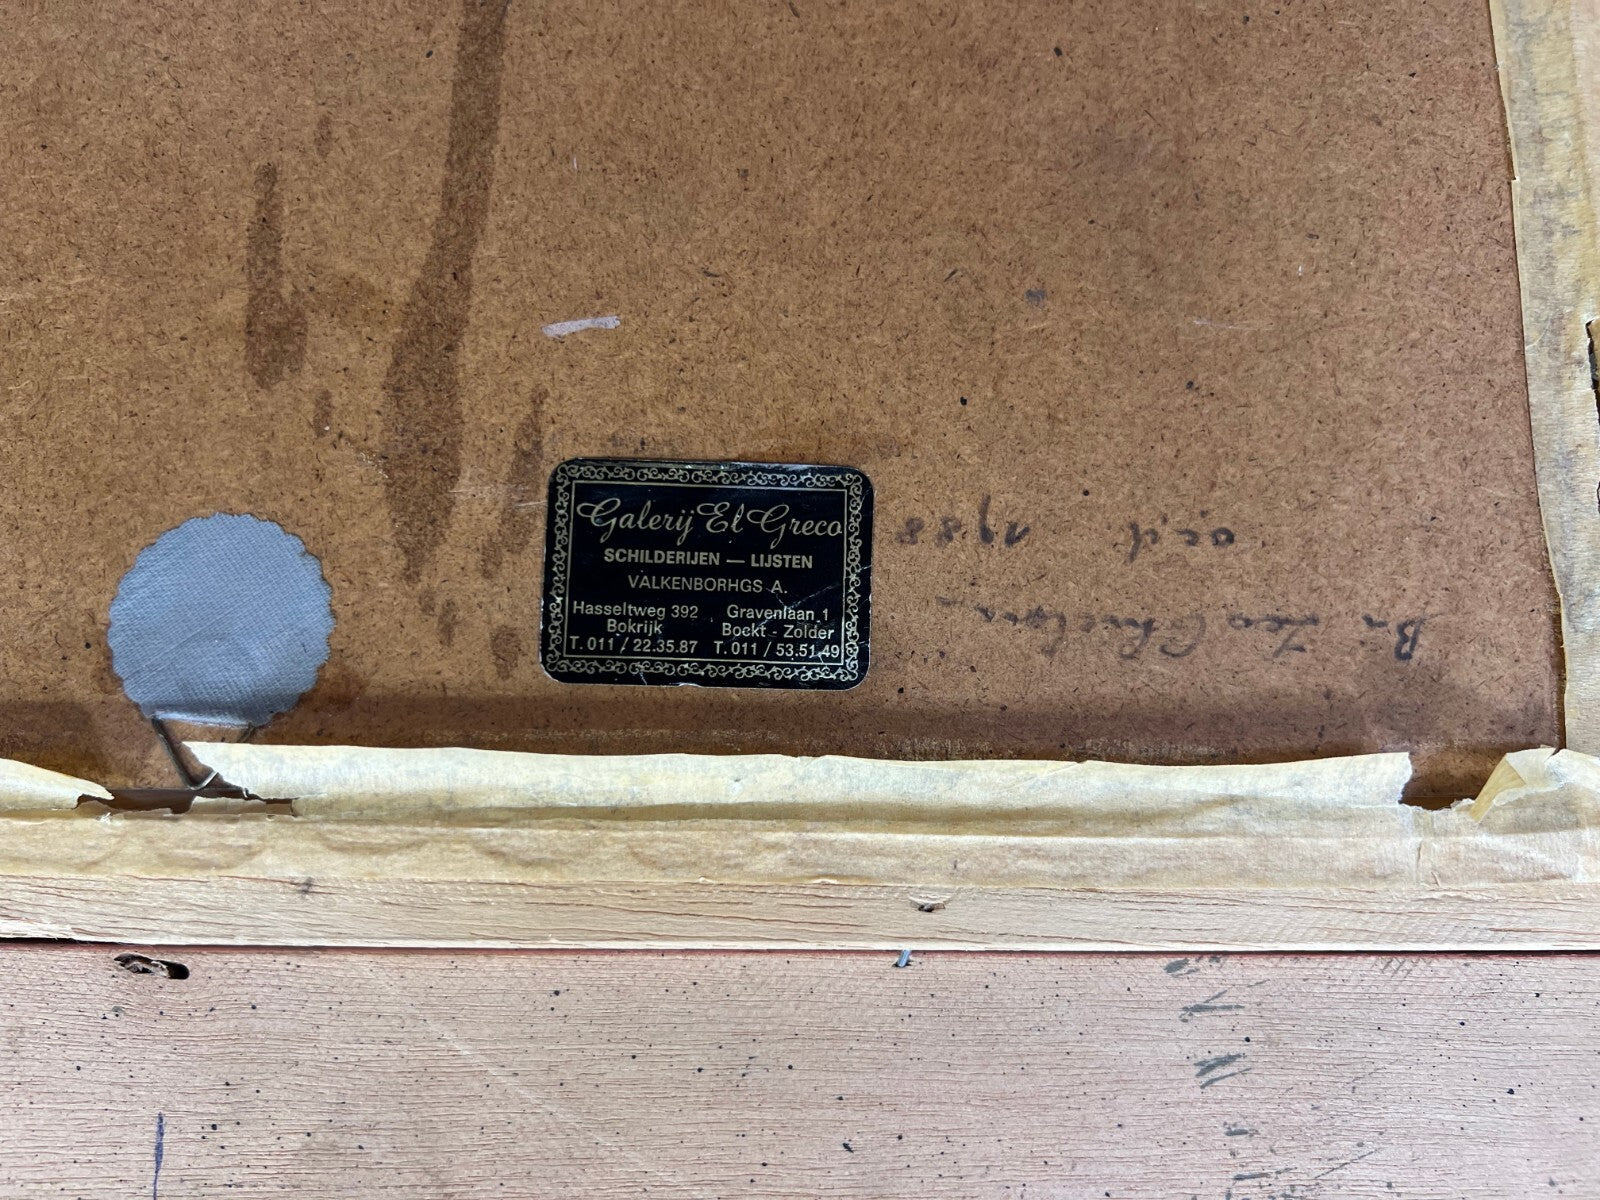 Galerij El Greco
SCHILDERIJEN — LIJSTEN
VALKENBORHGS A.
Hasseltweg 392 Gravenlaan 1
Bokrijk Bockt - Zolder
T. 011 / 22.35.87 T. 011 / 53.51.49
1988